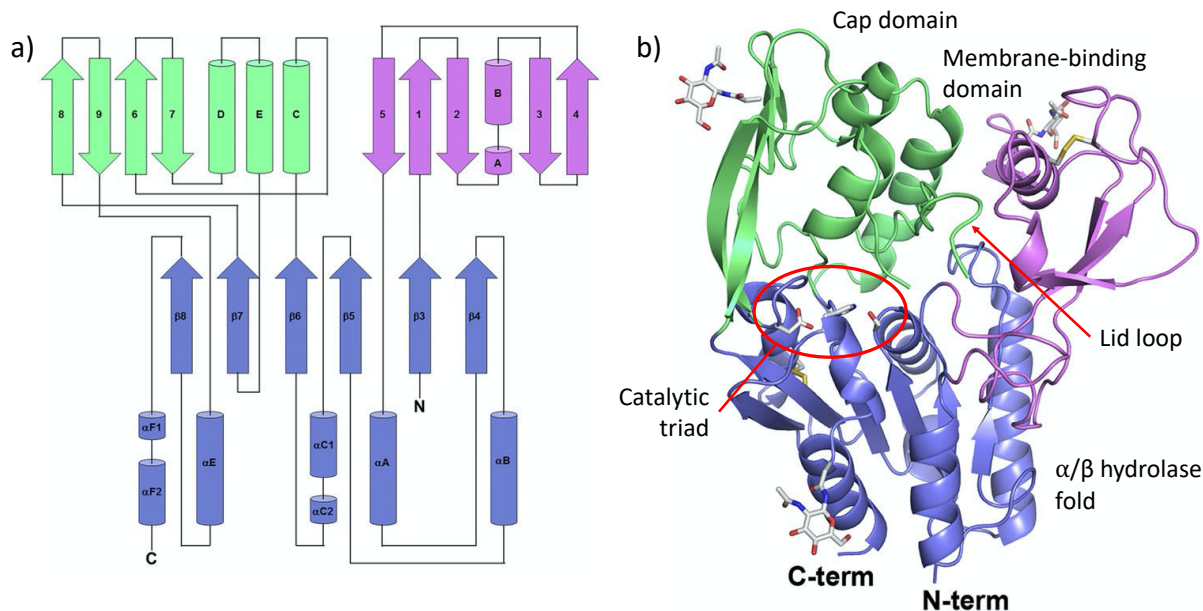 a)
8
9
6
7
D
E
C
5
1
2
B
A
3
4
β8
β7
β6
β5
β3
β4
N
αF1
αF2
αE
αC1
αC2
αA
αB
C
b)
Cap domain
Membrane-binding
domain
Lid loop
Catalytic
triad
α/β hydrolase
fold
C-term
N-term